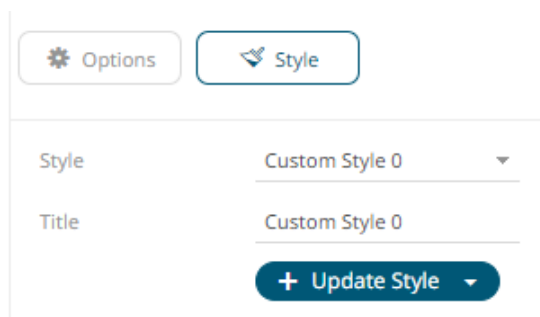 Options Style
Style Custom Style 0
Title Custom Style 0
+ Update Style